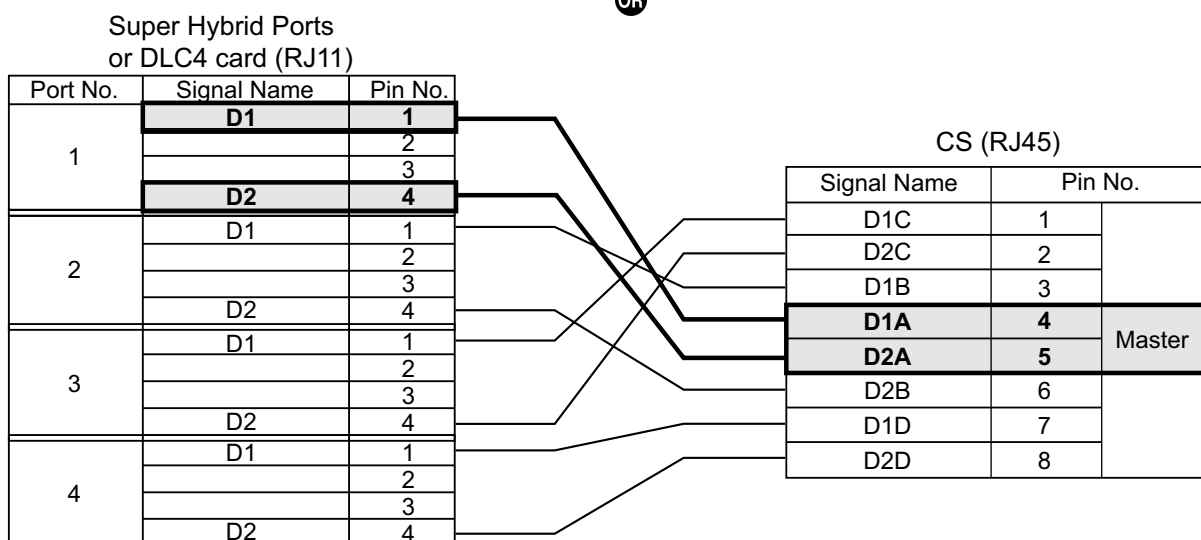 OR
Super Hybrid Ports
or DLC4 card (RJ11)
Port No. Signal Name Pin No.
D1 1
2
1
3
D2 4
D1 1
2
2
3
D2 4
D1 1
2
3
3
D2 4
D1 1
2
4
3
D2 4
CS (RJ45)
Signal Name Pin No.
D1C 1
D2C 2
D1B 3
D1A 4
Master
D2A 5
D2B 6
D1D 7
D2D 8